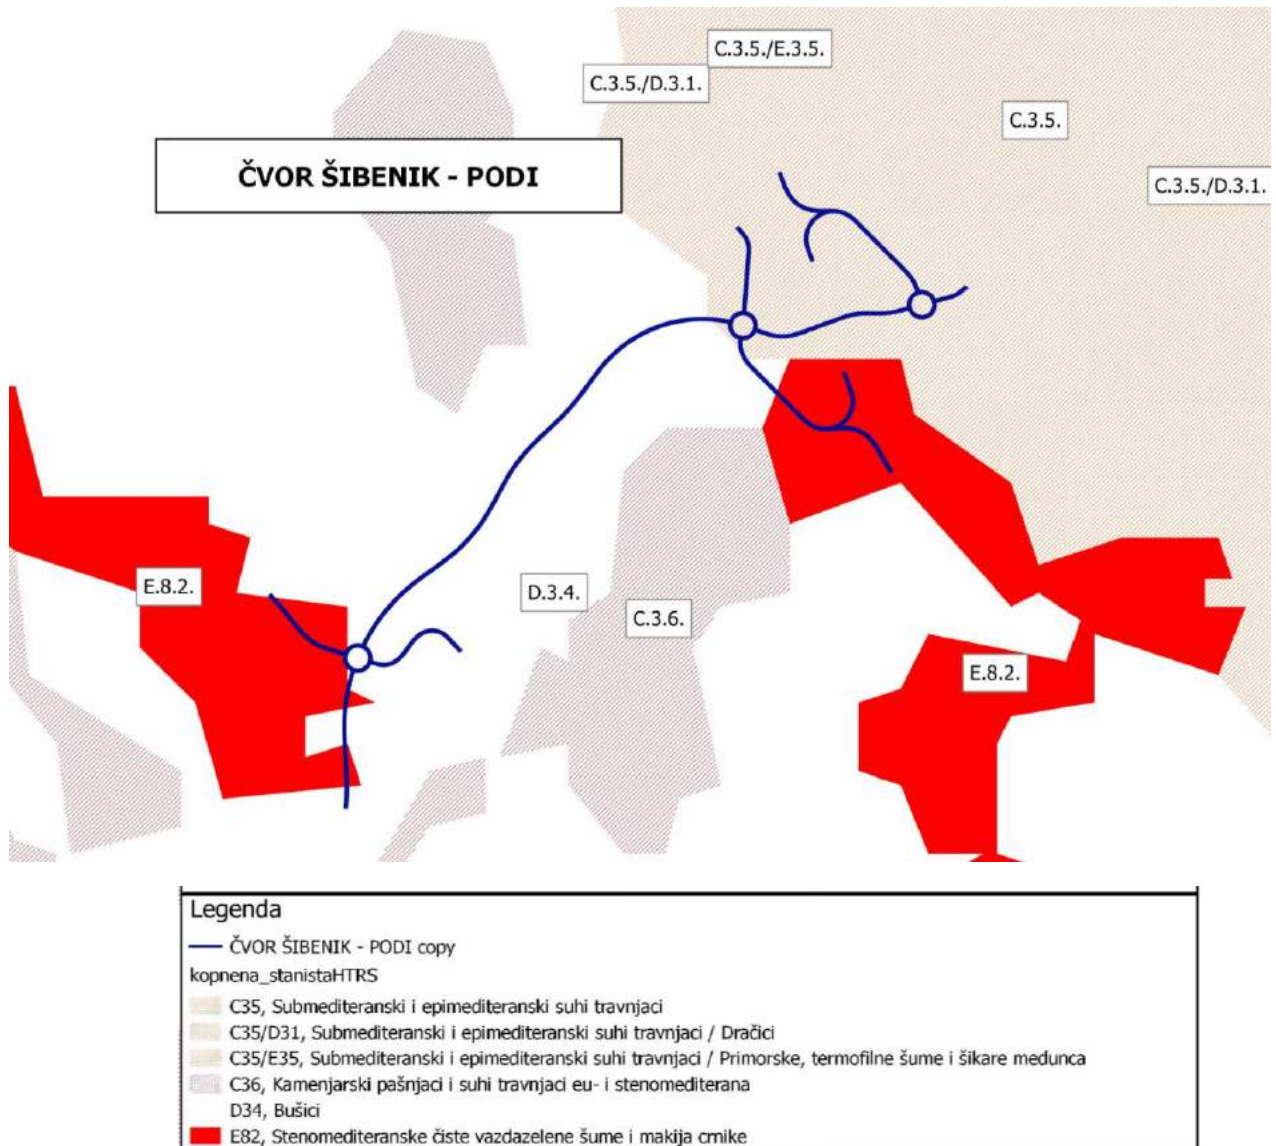 C.3.5./E.3.5.
C.3.5./D.3.1.
C.3.5.
ČVOR ŠIBENIK - PODI
C.3.5./D.3.1.
E.8.2.
D.3.4.
C.3.6.
E.8.2.
Legenda
ČVOR ŠIBENIK - PODI copy
kopnena_stanistaHTRS
C35, Submediteranski i epimediteranski suhi travnjaci
C35/D31, Submediteranski i epimediteranski suhi travnjaci / Dračici
C35/E35, Submediteranski i epimediteranski suhi travnjaci / Primorske, termofilne šume i šikare medunca
C36, Kamenjarski pašnjaci i suhi travnjaci eu- i stenomediterana
D34, Bušici
E82, Stenomediteranske čiste vazdazelene šume i makija crnike